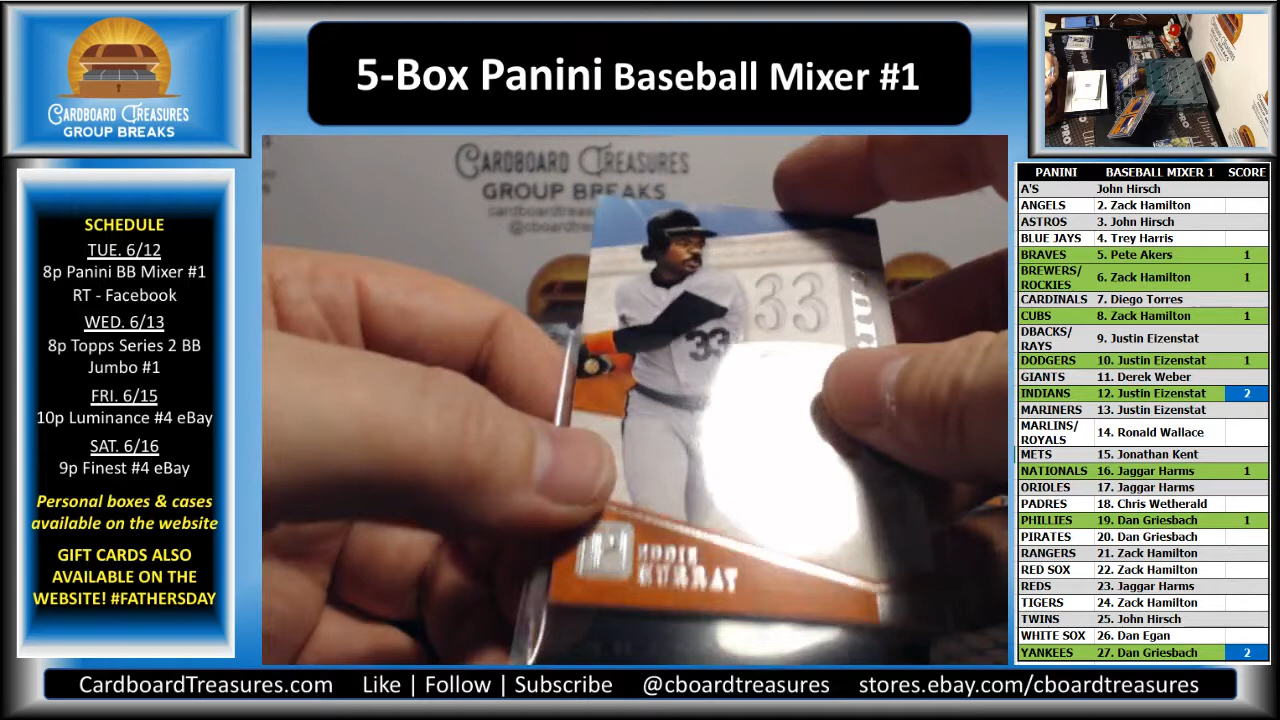 5-Box Panini Baseball Mixer #1
CARDBOARD TREASURES
GROUP BREAKS
SCHEDULE
TUE. 6/12
8p Panini BB Mixer #1
RT - Facebook
WED. 6/13
8p Topps Series 2 BB
Jumbo #1
FRI. 6/15
10p Luminance #4 eBay
SAT. 6/16
9p Finest #4 eBay
Personal boxes & cases
available on the website
GIFT CARDS ALSO
AVAILABLE ON THE
WEBSITE! #FATHERSDAY
CARDBOARD TREASURES
GROUP BREAKS
33
33
EDDIE
MURRAY
PANINI BASEBALL MIXER 1 SCORE
A'S John Hirsch
ANGELS 2. Zack Hamilton
ASTROS 3. John Hirsch
BLUE JAYS 4. Trey Harris
BRAVES 5. Pete Akers 1
BREWERS/
ROCKIES 6. Zack Hamilton 1
CARDINALS 7. Diego Torres
CUBS 8. Zack Hamilton 1
DBACKS/
RAYS 9. Justin Eizenstat
DODGERS 10. Justin Eizenstat 1
GIANTS 11. Derek Weber
INDIANS 12. Justin Eizenstat 2
MARINERS 13. Justin Eizenstat
MARLINS/
ROYALS 14. Ronald Wallace
METS 15. Jonathan Kent
NATIONALS 16. Jaggar Harms 1
ORIOLES 17. Jaggar Harms
PADRES 18. Chris Wetherald
PHILLIES 19. Dan Griesbach 1
PIRATES 20. Dan Griesbach
RANGERS 21. Zack Hamilton
RED SOX 22. Zack Hamilton
REDS 23. Jaggar Harms
TIGERS 24. Zack Hamilton
TWINS 25. John Hirsch
WHITE SOX 26. Dan Egan
YANKEES 27. Dan Griesbach 2
CardboardTreasures.com Like | Follow | Subscribe @cboardtreasures stores.ebay.com/cboardtreasures